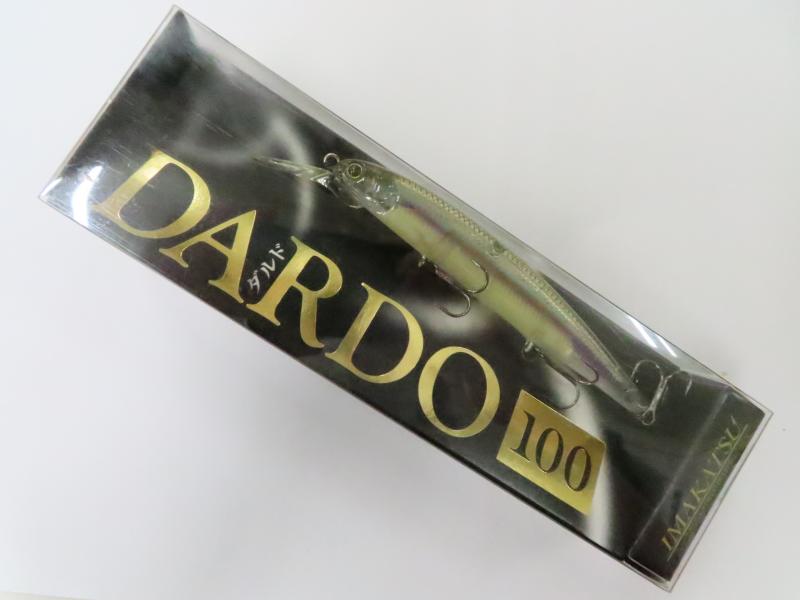 DARDO
ダルド
100
IMAKATSU